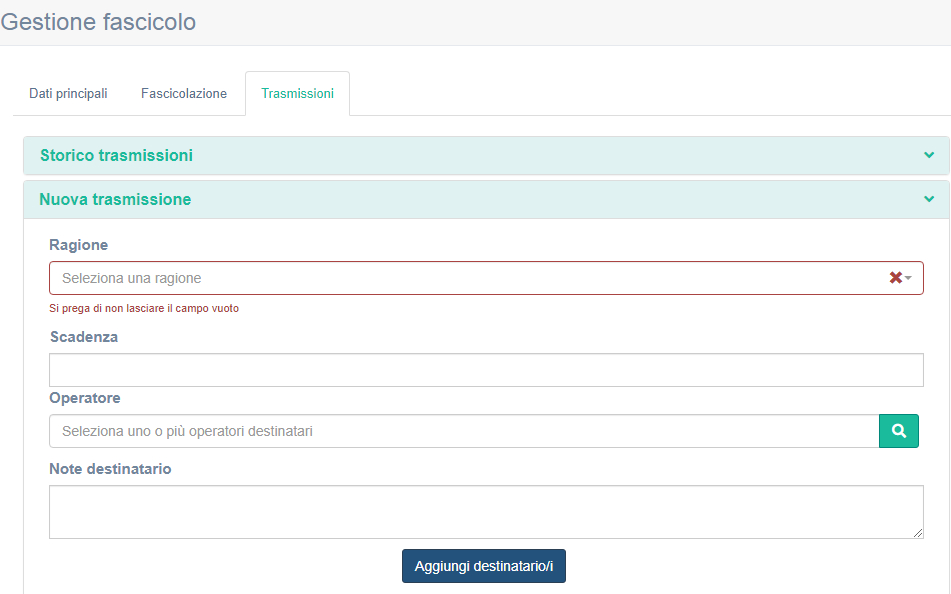 Gestione fascicolo
Dati principali Fascicolazione Trasmissioni
Storico trasmissioni
Nuova trasmissione
Ragione
Seleziona una ragione
Si prega di non lasciare il campo vuoto
Scadenza
Operatore
Seleziona uno o più operatori destinatari
Note destinatario
Aggiungi destinatario/i